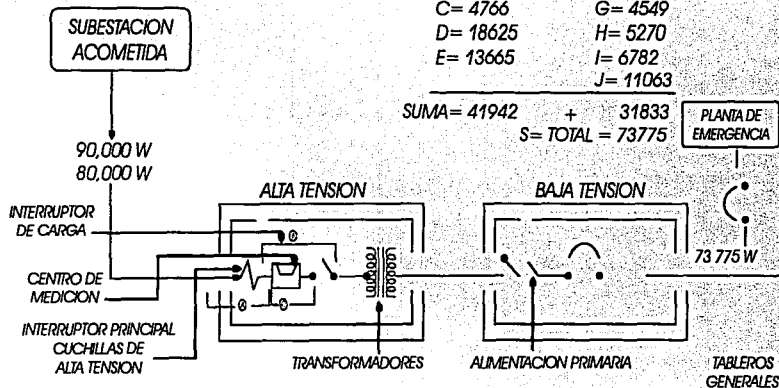 C= 4766 G= 4549
D= 18625 H= 5270
E= 13665 I= 6782
J= 11063
SUMA= 41942 + 31833
S= TOTAL = 73775
SUBESTACION
ACOMETIDA
90,000 W
80,000 W
PLANTA DE
EMERGENCIA
ALTA TENSION
BAJA TENSION
INTERRUPTOR
DE CARGA
73 775 W
CENTRO DE
MEDICION
INTERRUPTOR PRINCIPAL
CUCHILLAS DE
ALTA TENSION
TRANSFORMADORES
ALIMENTACION PRIMARIA
TABLEROS
GENERALES